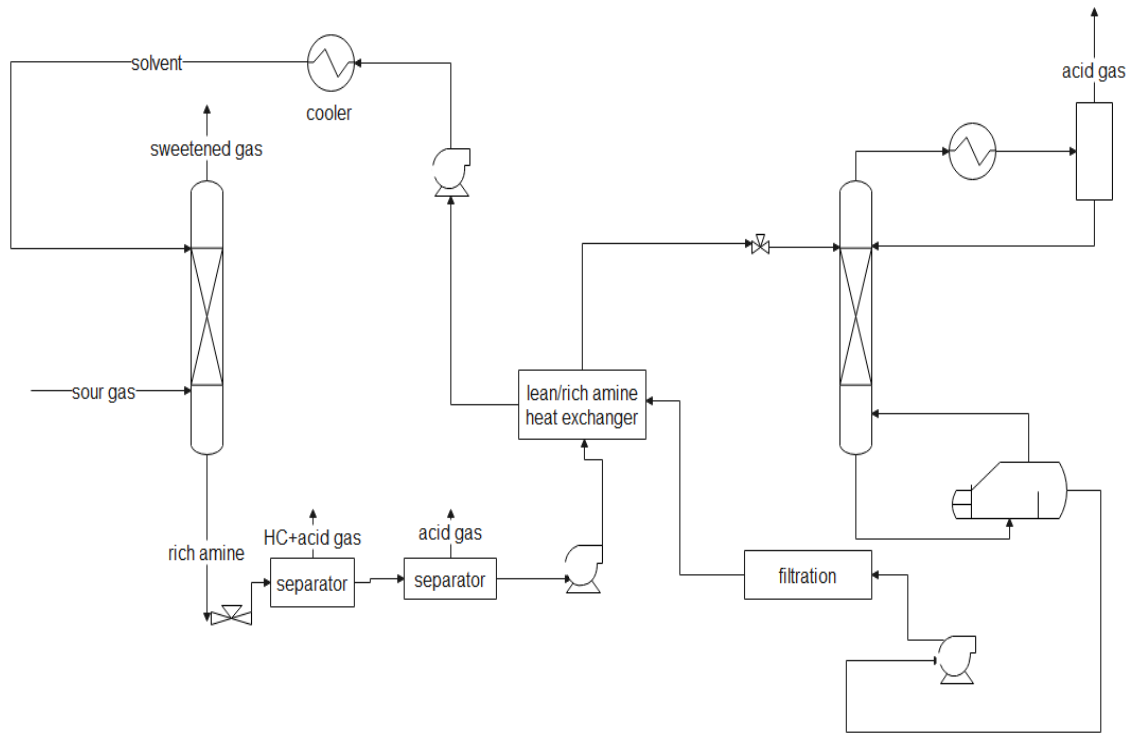 solvent
cooler
acid gas
sweetened gas
sour gas
lean/rich amine
heat exchanger
rich amine
HC+acid gas
acid gas
separator
separator
filtration